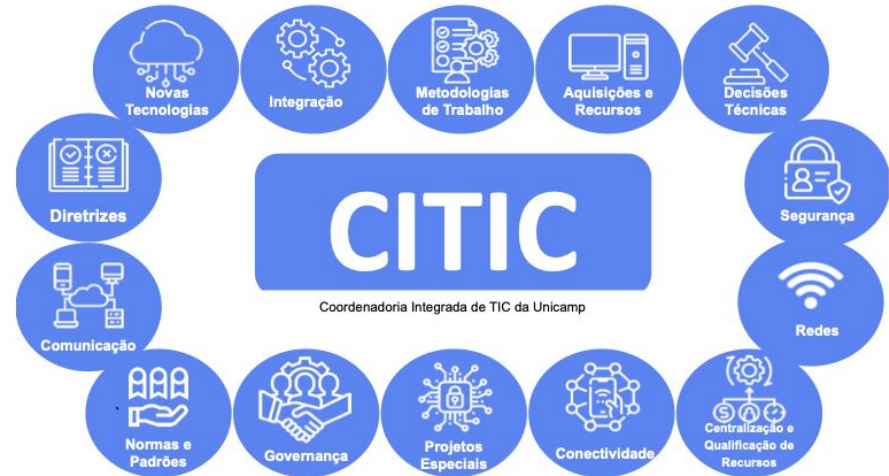 Novas
Tecnologias
Integração
Metodologias
de Trabalho
Aquisições e
Recursos
Decisões
Técnicas
Diretrizes
CITIC
Coordenadoria Integrada de TIC da Unicamp
Segurança
Comunicação
Redes
Normas e
Padrões
Governança
Projetos
Especiais
Conectividade
Centralização e
Qualificação de
Recursos